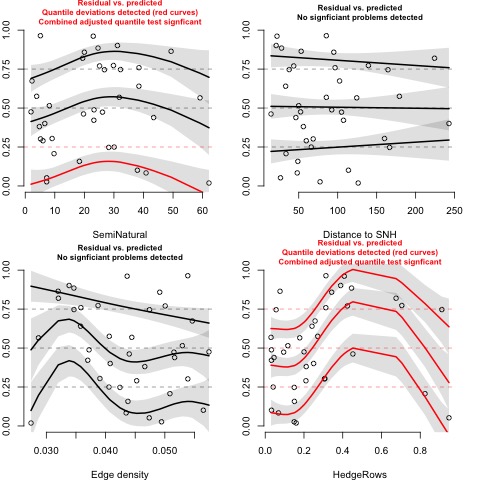 Residual vs. predicted
Quantile deviations detected (red curves)
Combined adjusted quantile test signficant
0.00 0.25 0.50 0.75 1.00
0 10 20 30 40 50 60
SemiNatural
Residual vs. predicted
No signficiant problems detected
0.00 0.25 0.50 0.75 1.00
50 100 150 200 250
Distance to SNH
Residual vs. predicted
No signficiant problems detected
0.00 0.25 0.50 0.75 1.00
0.030 0.040 0.050
Edge density
Residual vs. predicted
Quantile deviations detected (red curves)
Combined adjusted quantile test signficant
0.00 0.25 0.50 0.75 1.00
0.0 0.2 0.4 0.6 0.8
HedgeRows